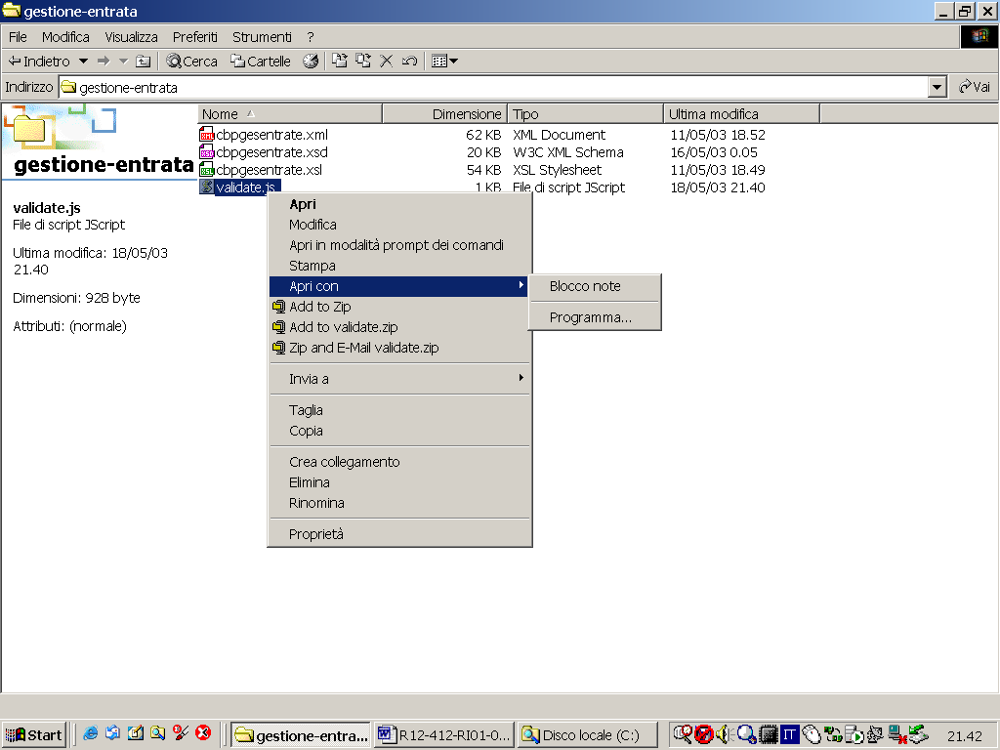 gestione-entrata
File Modifica Visualizza Preferiti Strumenti ?
Indietro Cerca Cartelle
Indirizzo gestione-entrata Vai
Nome Dimensione Tipo Ultima modifica
cbpgesentrate.xml 62 KB XML Document 11/05/03 18.52
cbpgesentrate.xsd 20 KB W3C XML Schema 16/05/03 0.05
cbpgesentrate.xsl 54 KB XSL Stylesheet 11/05/03 18.49
validate.js 1 KB File di script JScript 18/05/03 21.40
gestione-entrata
validate.js
File di script JScript
Ultima modifica: 18/05/03
21.40
Dimensioni: 928 byte
Attributi: (normale)
Apri
Modifica
Apri in modalità prompt dei comandi
Stampa
Apri con
Add to Zip
Add to validate.zip
Zip and E-Mail validate.zip
Invia a
Taglia
Copia
Crea collegamento
Elimina
Rinomina
Proprietà
Blocco note
Programma...
Start gestione-entra... R12-412-RI01-0... Disco locale (C:) IT 21.42